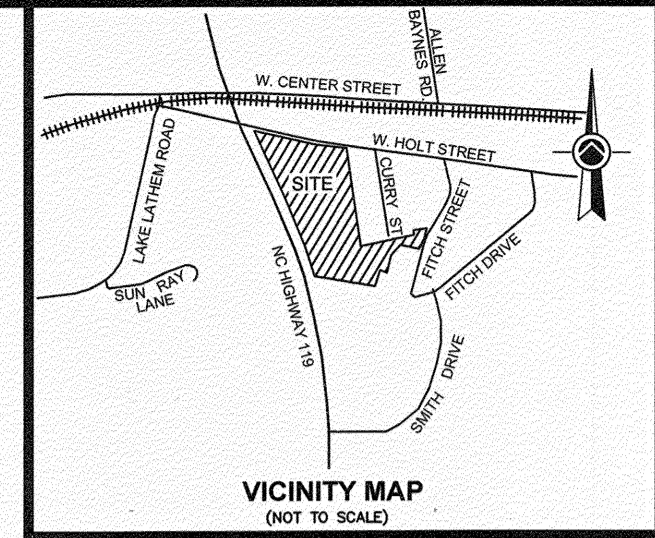 ALLEN
BAYNES RD.
W. CENTER STREET
W. HOLT STREET
LAKE LATHEM ROAD
SITE
CURRY ST
FITCH STREET
FITCH DRIVE
SUN RAY
LANE
NC HIGHWAY 119
SMITH DRIVE
VICINITY MAP
(NOT TO SCALE)